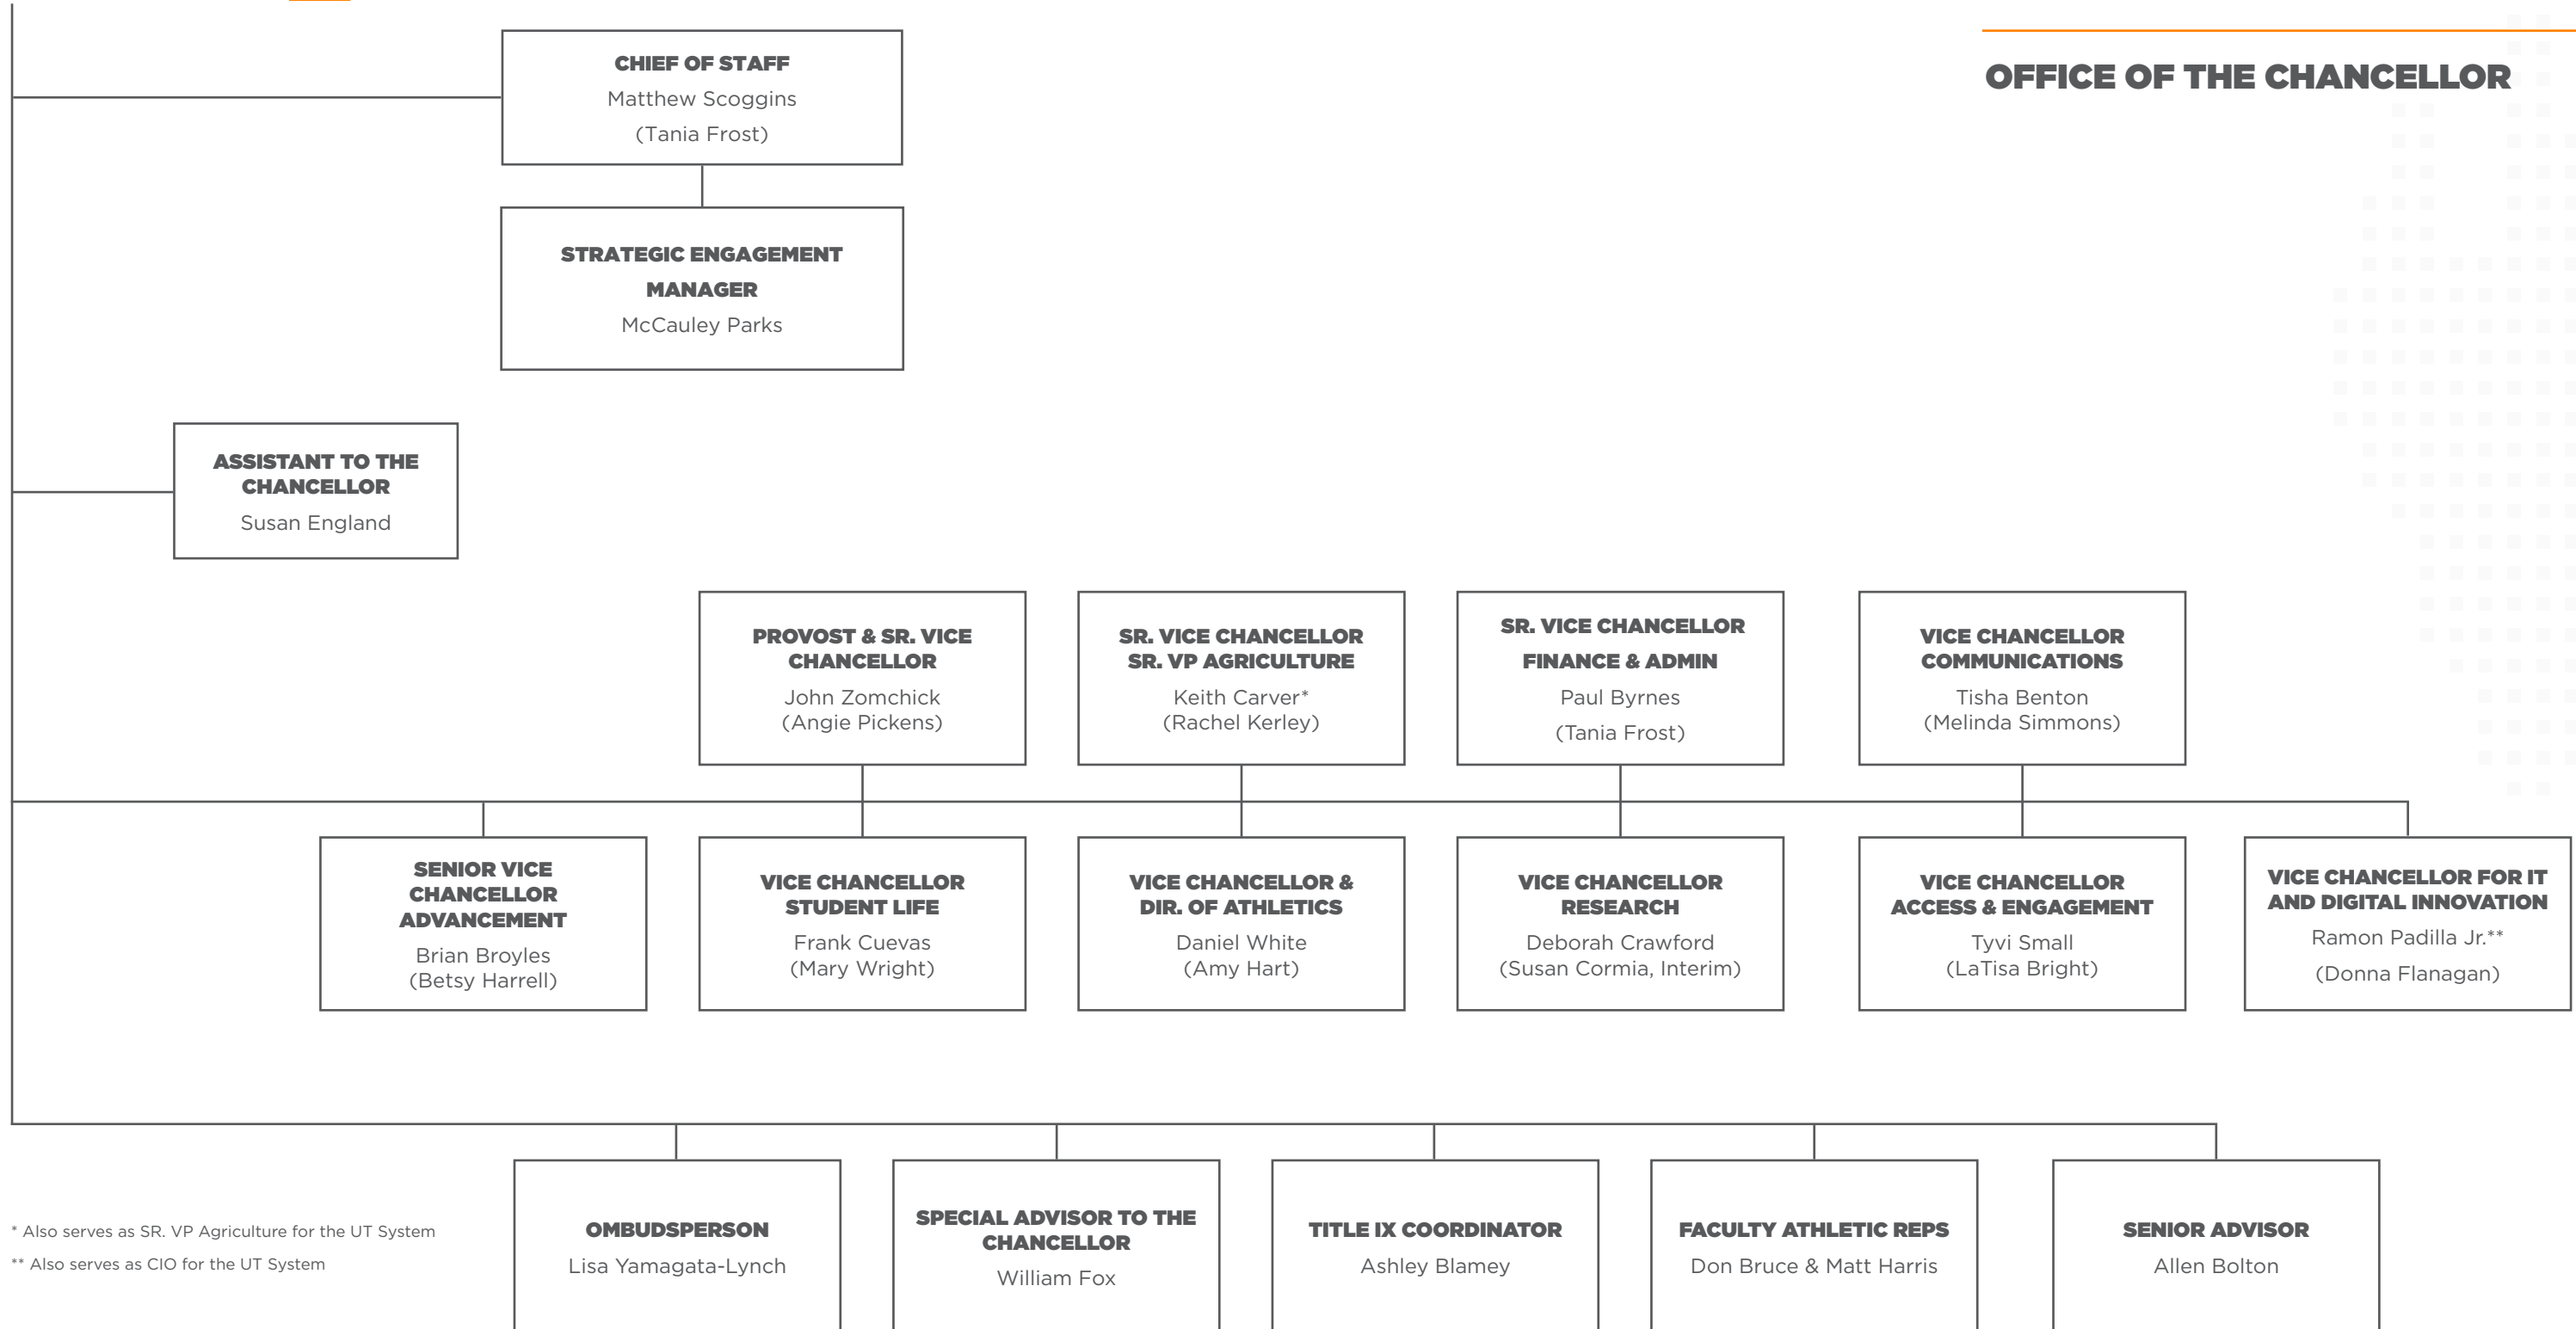 OFFICE OF THE CHANCELLOR
CHIEF OF STAFF
Matthew Scoggins
(Tania Frost)
STRATEGIC ENGAGEMENT
MANAGER
McCauley Parks
ASSISTANT TO THE
CHANCELLOR
Susan England
PROVOST & SR. VICE
CHANCELLOR
John Zomchick
(Angie Pickens)
SR. VICE CHANCELLOR
SR. VP AGRICULTURE
Keith Carver*
(Rachel Kerley)
SR. VICE CHANCELLOR
FINANCE & ADMIN
Paul Byrnes
(Tania Frost)
VICE CHANCELLOR
COMMUNICATIONS
Tisha Benton
(Melinda Simmons)
SENIOR VICE
CHANCELLOR
ADVANCEMENT
Brian Broyles
(Betsy Harrell)
VICE CHANCELLOR
STUDENT LIFE
Frank Cuevas
(Mary Wright)
VICE CHANCELLOR &
DIR. OF ATHLETICS
Daniel White
(Amy Hart)
VICE CHANCELLOR
RESEARCH
Deborah Crawford
(Susan Cormia, Interim)
VICE CHANCELLOR
ACCESS & ENGAGEMENT
Tyvi Small
(LaTisa Bright)
VICE CHANCELLOR FOR IT
AND DIGITAL INNOVATION
Ramon Padilla Jr.**
(Donna Flanagan)
OMBUDSPERSON
Lisa Yamagata-Lynch
SPECIAL ADVISOR TO THE
CHANCELLOR
William Fox
TITLE IX COORDINATOR
Ashley Blamey
FACULTY ATHLETIC REPS
Don Bruce & Matt Harris
SENIOR ADVISOR
Allen Bolton
* Also serves as SR. VP Agriculture for the UT System
** Also serves as CIO for the UT System